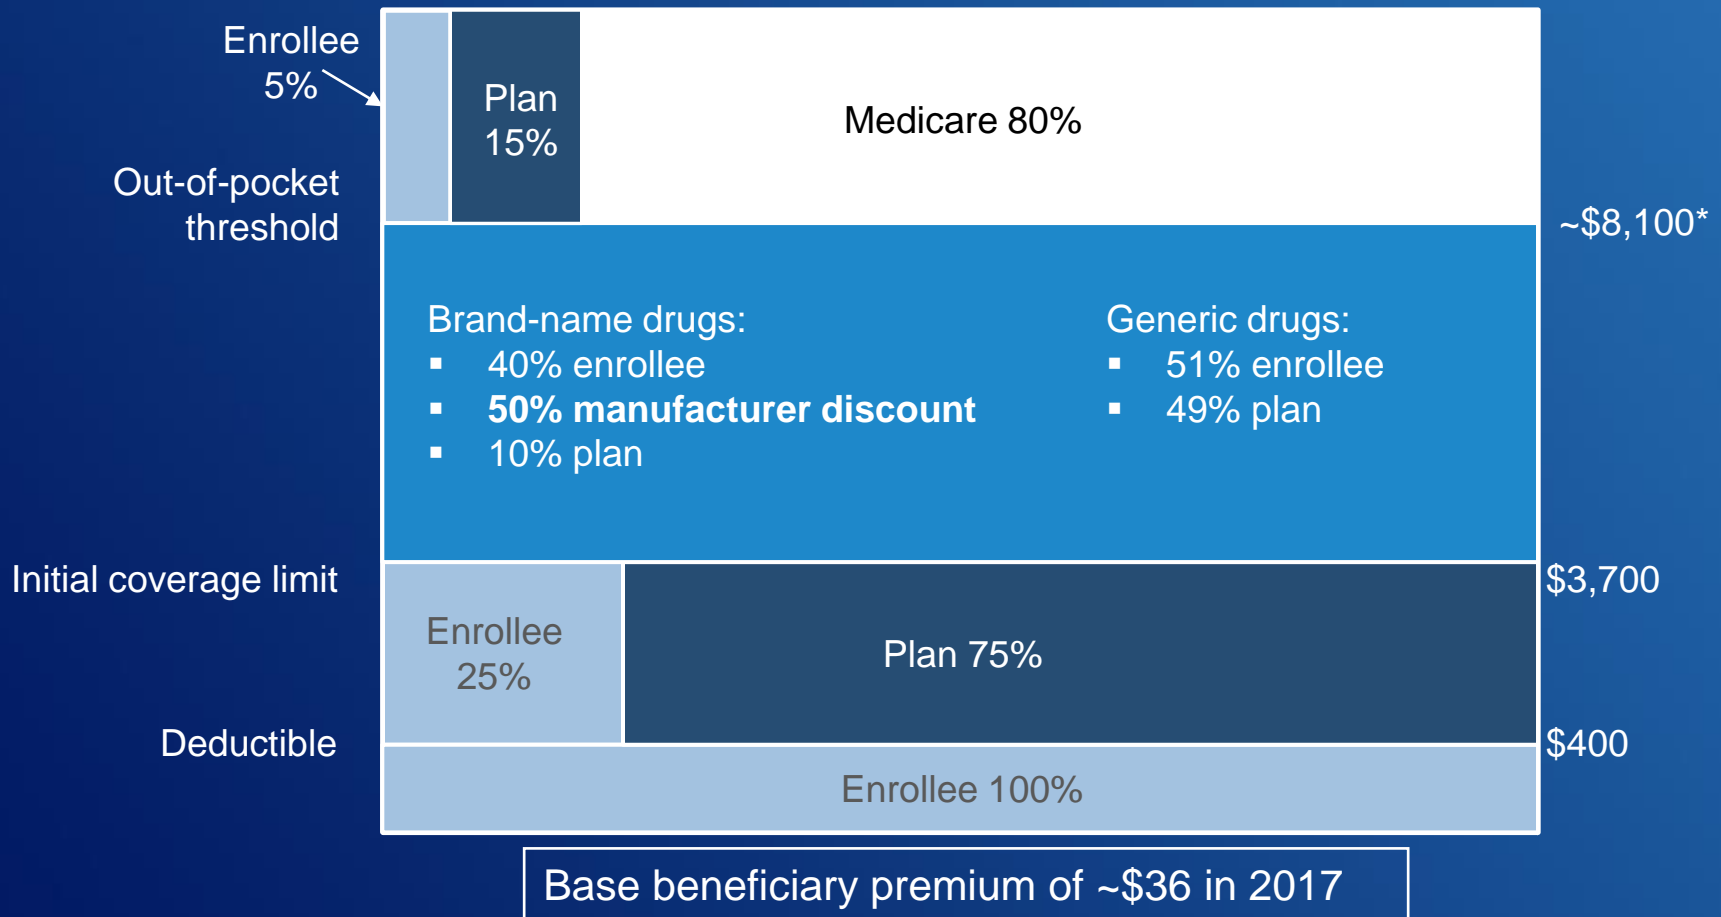 Enrollee
5%
Plan
15%
Medicare 80%
Out-of-pocket
threshold
~$8,100*
Brand-name drugs:
▪ 40% enrollee
▪ 50% manufacturer discount
▪ 10% plan
Generic drugs:
▪ 51% enrollee
▪ 49% plan
Initial coverage limit
$3,700
Enrollee
25%
Plan 75%
Deductible
$400
Enrollee 100%
Base beneficiary premium of ~$36 in 2017